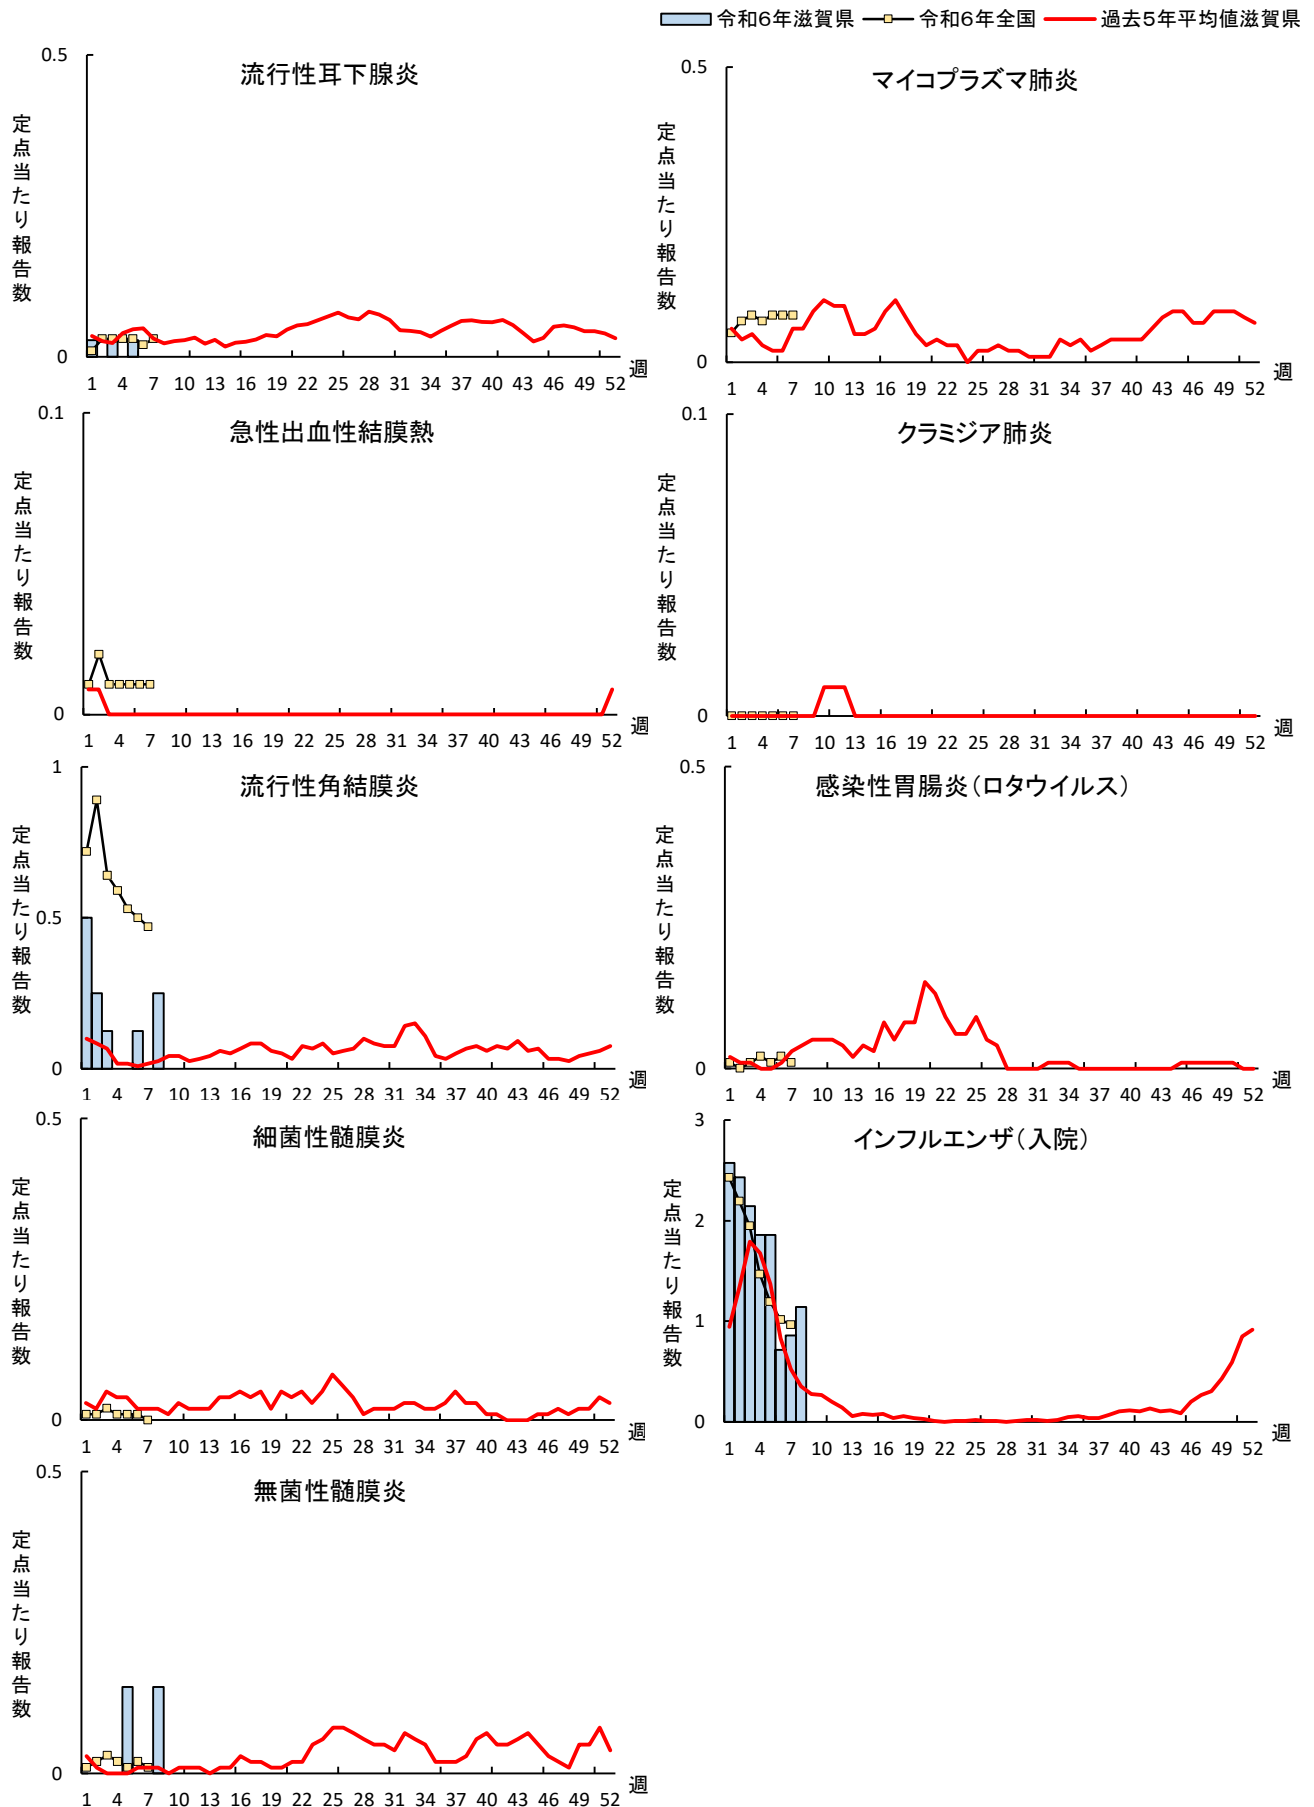 令和6年滋賀県 令和6年全国 過去5年平均値滋賀県
流行性耳下腺炎
定点当たり報告数
0.5
0
1 4 7 10 13 16 19 22 25 28 31 34 37 40 43 46 49 52
週
マイコプラズマ肺炎
定点当たり報告数
0.5
0
1 4 7 10 13 16 19 22 25 28 31 34 37 40 43 46 49 52
週
急性出血性結膜熱
定点当たり報告数
0.1
0
1 4 7 10 13 16 19 22 25 28 31 34 37 40 43 46 49 52
週
クラミジア肺炎
定点当たり報告数
0.1
0
1 4 7 10 13 16 19 22 25 28 31 34 37 40 43 46 49 52
週
流行性角結膜炎
定点当たり報告数
1
0.5
0
1 4 7 10 13 16 19 22 25 28 31 34 37 40 43 46 49 52
週
感染性胃腸炎（ロタウイルス）
定点当たり報告数
0.5
0
1 4 7 10 13 16 19 22 25 28 31 34 37 40 43 46 49 52
週
細菌性髄膜炎
定点当たり報告数
0.5
0
1 4 7 10 13 16 19 22 25 28 31 34 37 40 43 46 49 52
週
インフルエンザ（入院）
定点当たり報告数
3
2
1
0
1 4 7 10 13 16 19 22 25 28 31 34 37 40 43 46 49 52
週
無菌性髄膜炎
定点当たり報告数
0.5
0
1 4 7 10 13 16 19 22 25 28 31 34 37 40 43 46 49 52
週